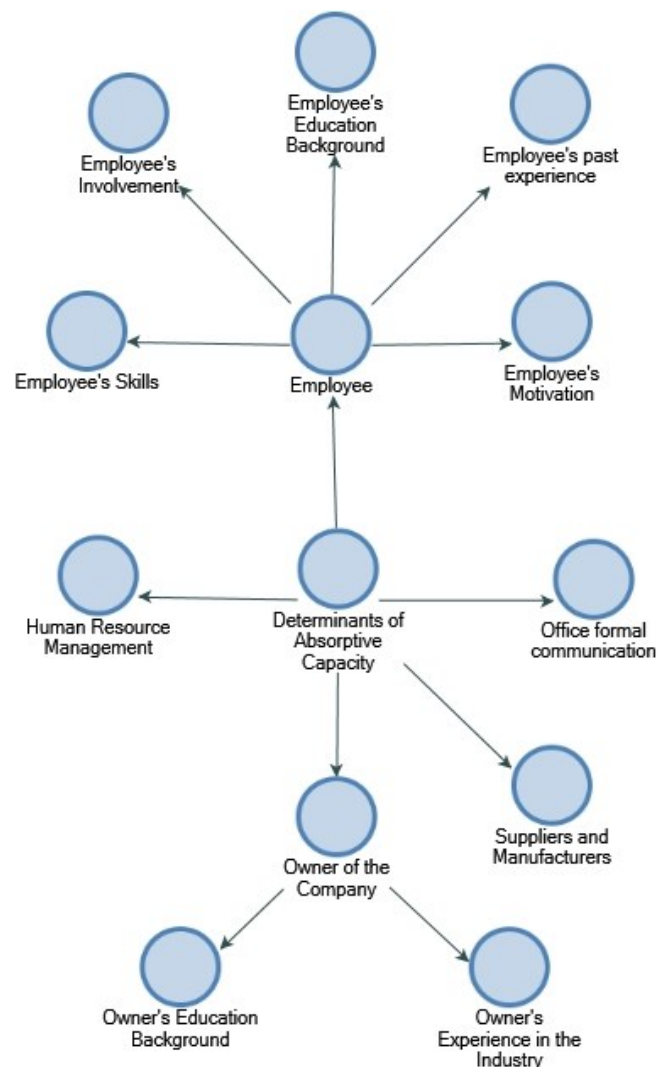 Employee's
Education
Background
Employee's
Involvement
Employee's past
experience
Employee's Skills
Employee
Employee's
Motivation
Human Resource
Management
Determinants of
Absorptive
Capacity
Office formal
communication
Suppliers and
Manufacturers
Owner of the
Company
Owner's Education
Background
Owner's
Experience in the
Industry